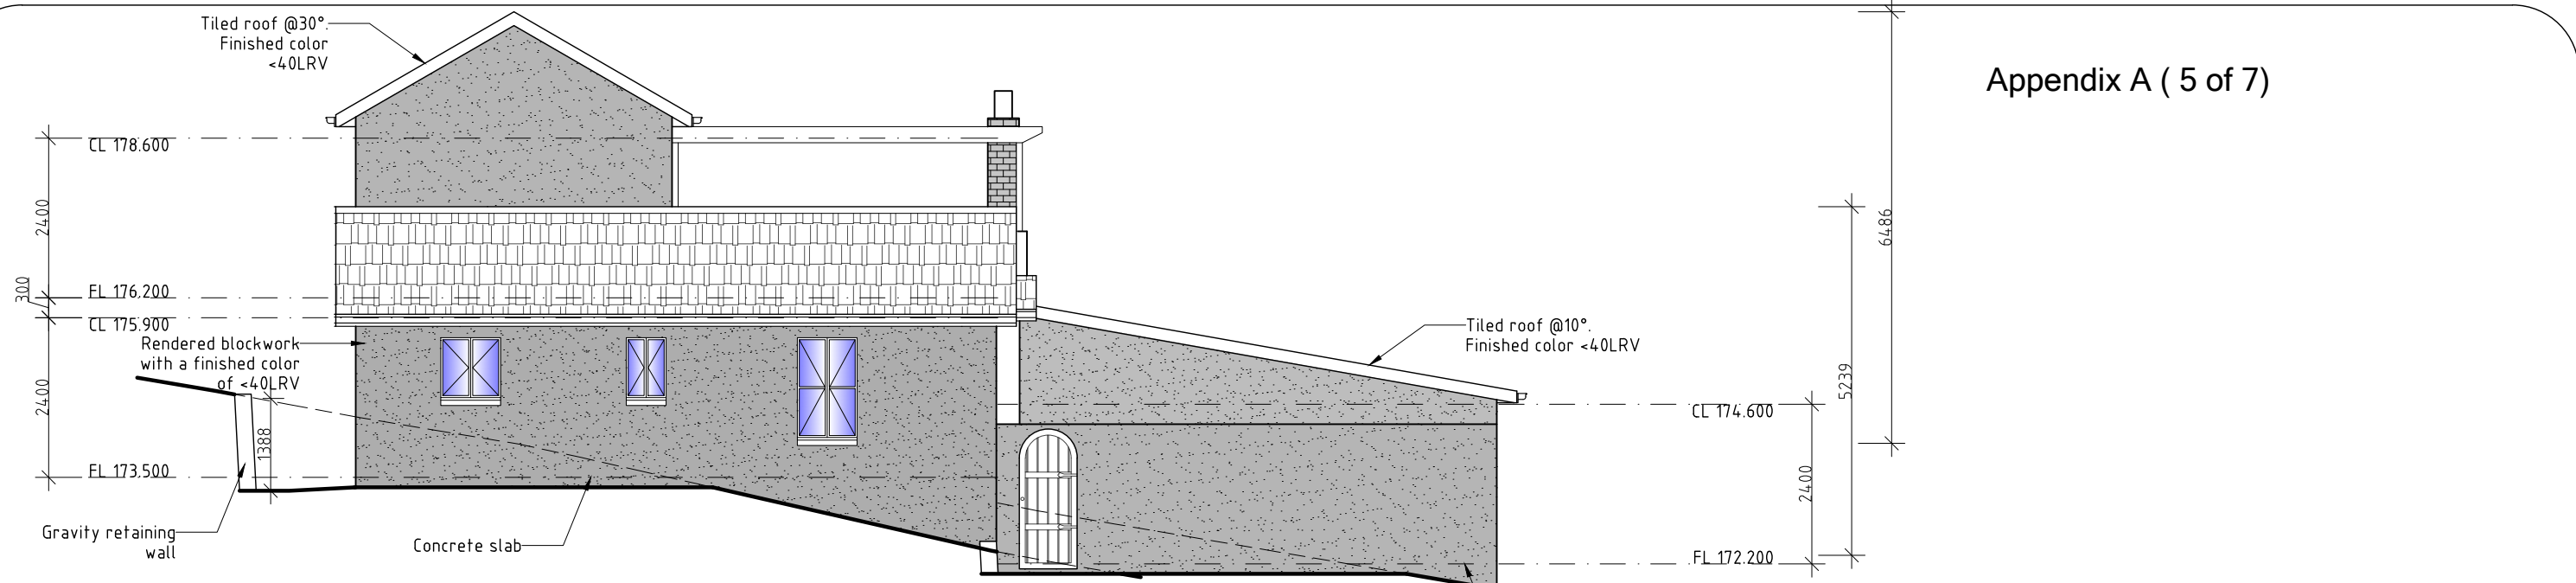 Tiled roof @30°.
Finished color
<40LRV
Appendix A ( 5 of 7)
CL 178.600
2400
6486
FL 176.200
300
CL 175.900
Rendered blockwork
with a finished color
of <40LRV
Tiled roof @10°.
Finished color <40LRV
5239
2400
CL 174.600
1388
FL 173.500
2400
Gravity retaining
wall
Concrete slab
FL 172.200